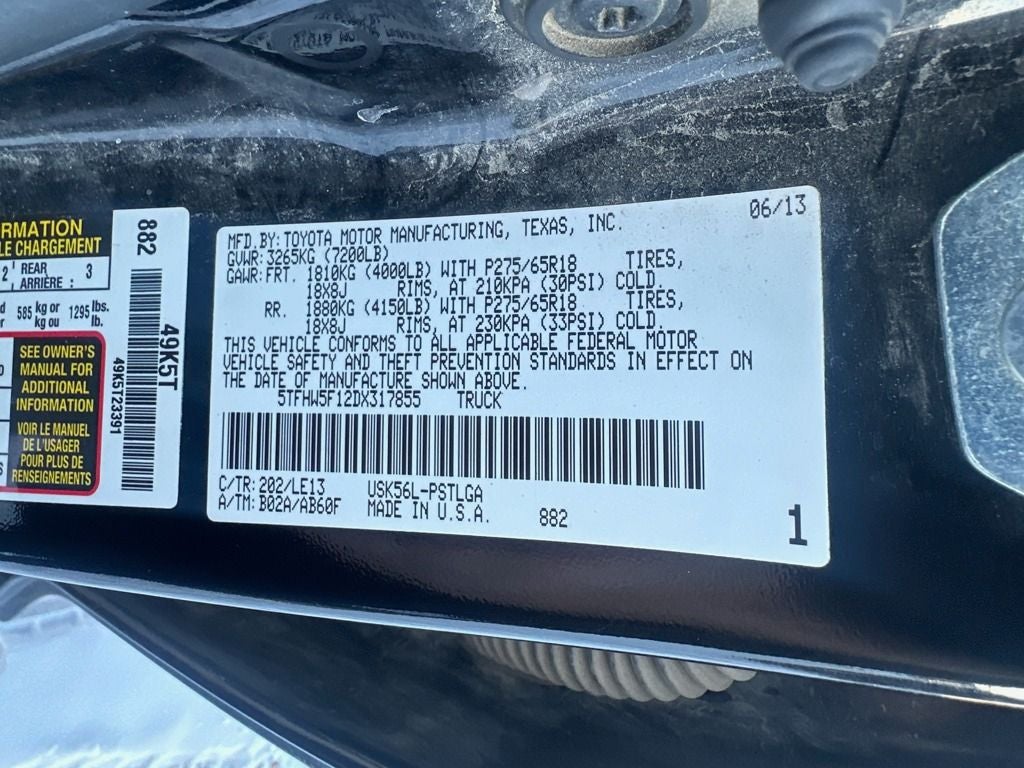 RMATION
LE CHARGEMENT
2 REAR 3
ARRIÈRE :
585 kg or 1295 lbs.
kg ou lb.
SEE OWNER'S
MANUAL FOR
ADDITIONAL
INFORMATION
VOIR LE MANUEL
DE L'USAGER
POUR PLUS DE
RENSEIGNEMENTS
882
49K5T
49K5T23391
06/13
MFD.BY:TOYOTA MOTOR MANUFACTURING, TEXAS, INC.
GVWR:3265KG (7200LB)
GAWR:FRT. 1810KG (4000LB) WITH P275/65R18 TIRES,
18X8J RIMS, AT 210KPA (30PSI) COLD.
RR. 1880KG (4150LB) WITH P275/65R18 TIRES,
18X8J RIMS, AT 230KPA (33PSI) COLD.
THIS VEHICLE CONFORMS TO ALL APPLICABLE FEDERAL MOTOR
VEHICLE SAFETY AND THEFT PREVENTION STANDARDS IN EFFECT ON
THE DATE OF MANUFACTURE SHOWN ABOVE.
5TFHW5F12DX317855 TRUCK
C/TR:202/LE13 USK56L-PSTLGA
A/TM:B02A/AB60F MADE IN U.S.A. 882
1